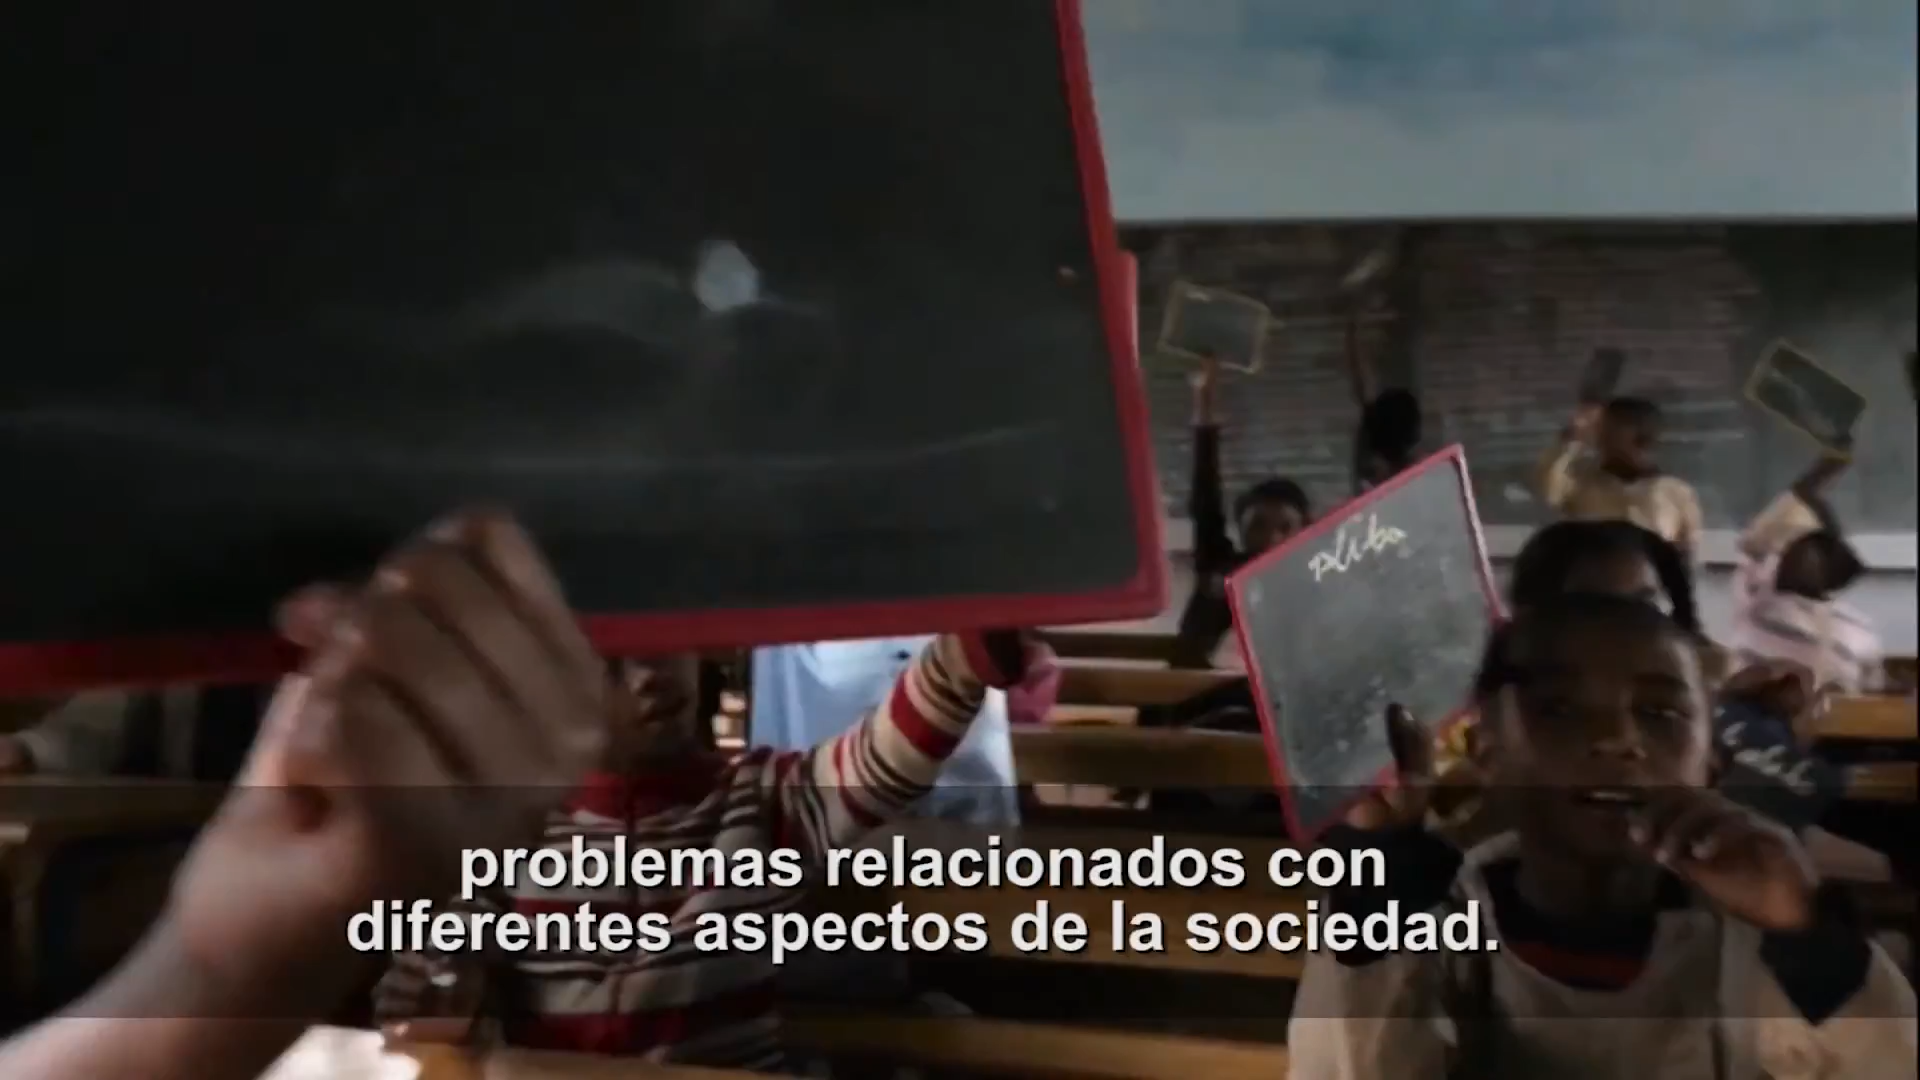 problemas relacionados con
diferentes aspectos de la sociedad.